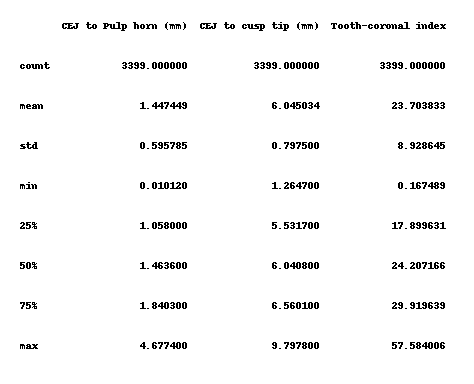 CEJ to Pulp horn (mm) CEJ to cusp tip (mm) Tooth-coronal index
count 3399.000000 3399.000000 3399.000000
mean 1.447449 6.045034 23.703833
std 0.595785 0.797500 8.928645
min 0.010120 1.264700 0.167489
25% 1.058000 5.531700 17.899631
50% 1.463600 6.040800 24.207166
75% 1.840300 6.560100 29.919639
max 4.677400 9.797800 57.584006